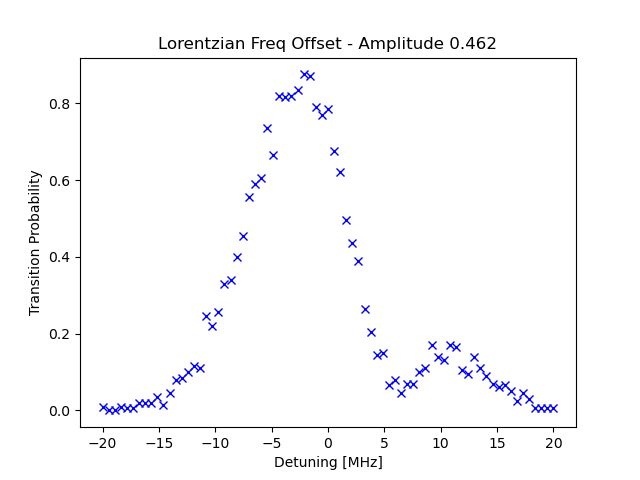 Lorentzian Freq Offset - Amplitude 0.462
0.8
0.6
0.4
0.2
0.0
Transition Probability
−20 −15 −10 −5 0 5 10 15 20
Detuning [MHz]